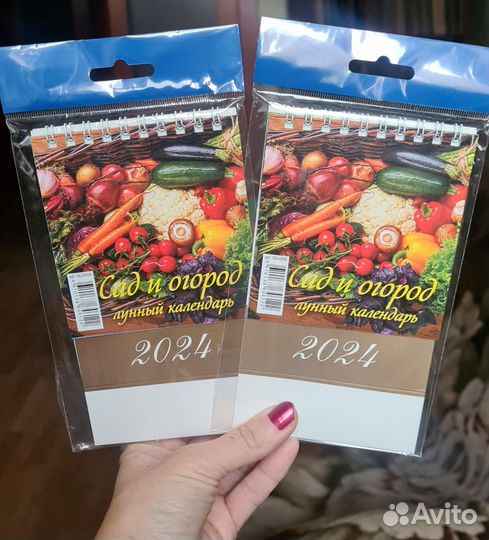 Сад и огород
лунный календарь
2024
Сад и огород
лунный календарь
2024
Avito